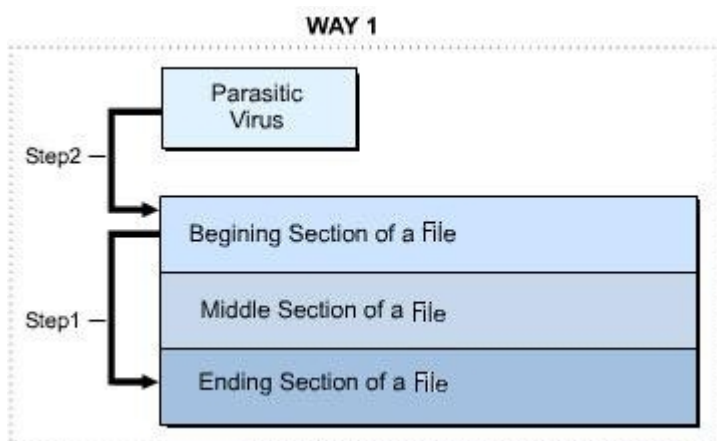 WAY 1
Parasitic
Virus
Step2
Begining Section of a File
Middle Section of a File
Step1
Ending Section of a File